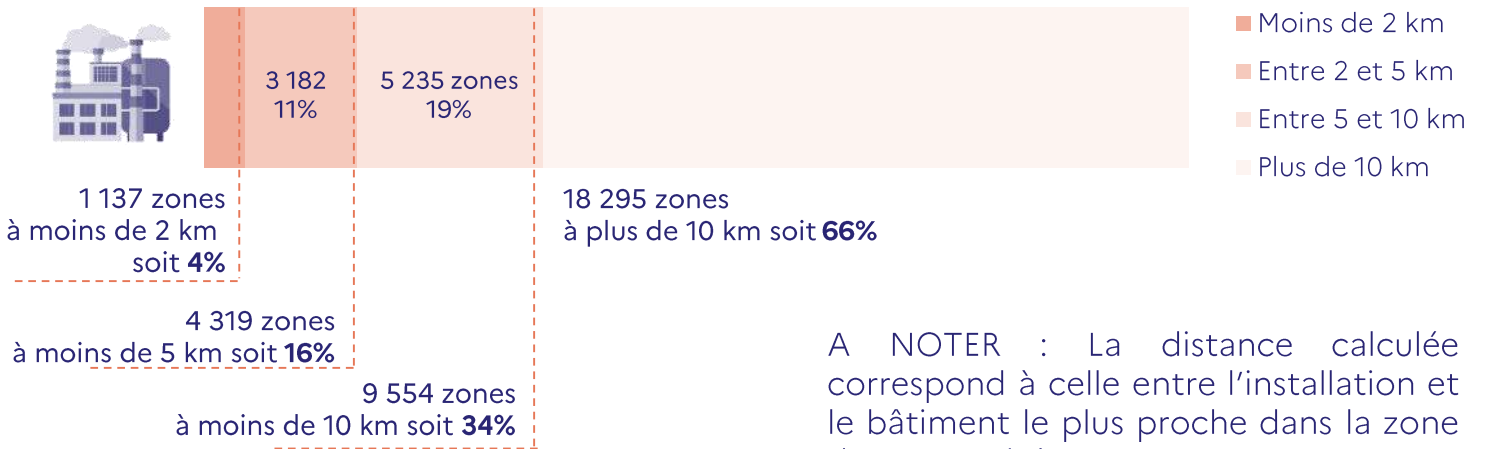 3 182
11%
5 235 zones
19%
Moins de 2 km
Entre 2 et 5 km
Entre 5 et 10 km
Plus de 10 km
1 137 zones
à moins de 2 km
soit 4%
18 295 zones
à plus de 10 km soit 66%
4 319 zones
à moins de 5 km soit 16%
9 554 zones
à moins de 10 km soit 34%
A NOTER : La distance calculée
correspond à celle entre l'installation et
le bâtiment le plus proche dans la zone